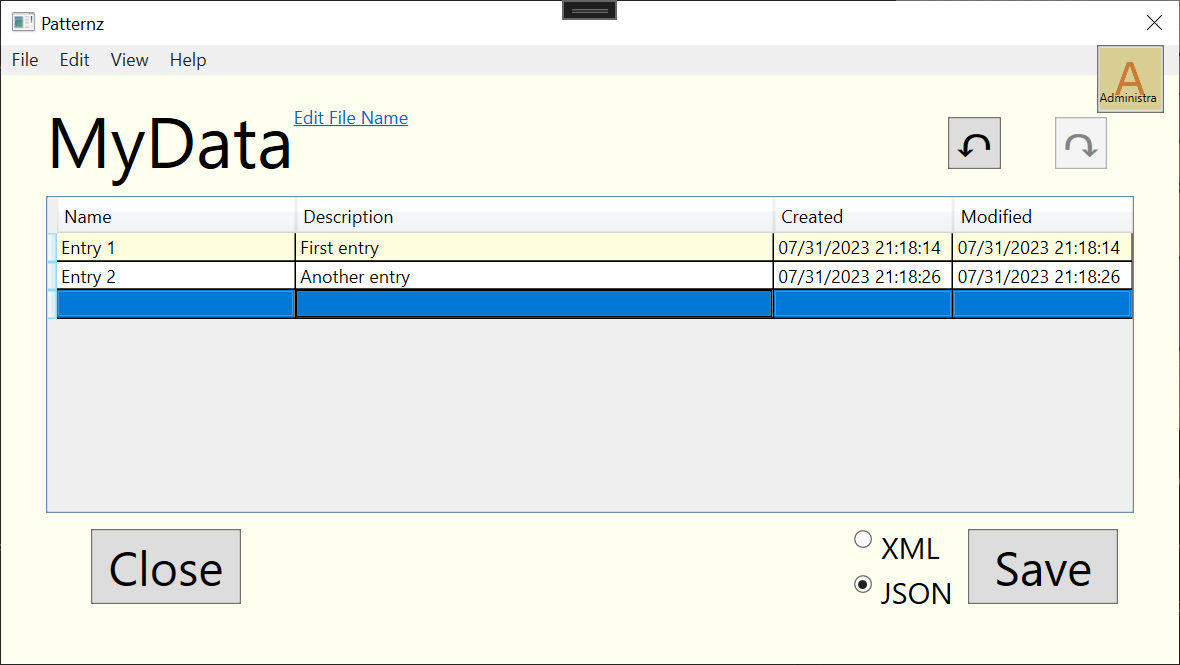 Patternz
File Edit View Help
A
Administra
MyData
Edit File Name
Name Description Created Modified
Entry 1 First entry 07/31/2023 21:18:14 07/31/2023 21:18:14
Entry 2 Another entry 07/31/2023 21:18:26 07/31/2023 21:18:26
Close
XML
JSON
Save